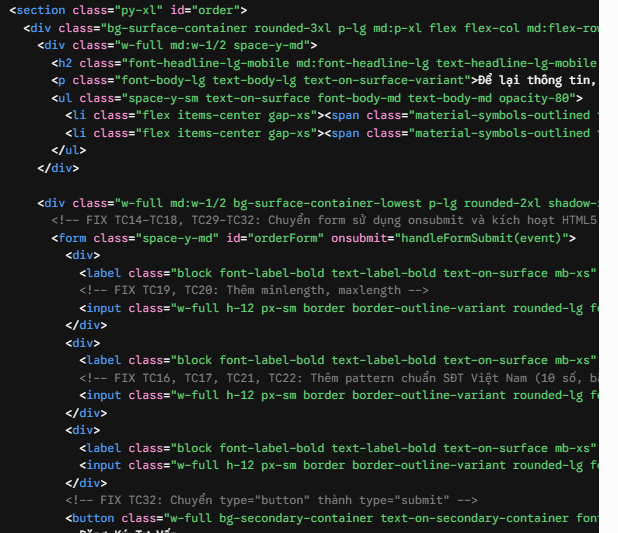 <section class="py-xl" id="order">
<div class="bg-surface-container rounded-3xl p-lg md:p-xl flex flex-col md:flex-row
<div class="w-full md:w-1/2 space-y-md">
<h2 class="font-headline-lg-mobile md:font-headline-lg text-headline-lg-mobile
<p class="font-body-lg text-body-lg text-on-surface-variant">Để lại thông tin,
<ul class="space-y-sm text-on-surface font-body-md text-body-md opacity-80">
<li class="flex items-center gap-xs"><span class="material-symbols-outlined
<li class="flex items-center gap-xs"><span class="material-symbols-outlined
</ul>
</div>
<div class="w-full md:w-1/2 bg-surface-container-lowest p-lg rounded-2xl
<!-- FIX TC14-TC18, TC29-TC32: Chuyển form sử dụng onsubmit và kích hoạt HTML5
<form class="space-y-md" id="orderForm" onsubmit="handleFormSubmit(event)">
<div>
<label class="block font-label-bold text-label-bold text-on-surface mb-xs"
<!-- FIX TC19, TC20: Thêm minlength, maxlength -->
<input class="w-full h-12 px-sm border border-outline-variant rounded-lg
</div>
<div>
<label class="block font-label-bold text-label-bold text-on-surface mb-xs"
<!-- FIX TC16, TC17, TC21, TC22: Thêm pattern chuẩn SĐT Việt Nam (10 số,
<input class="w-full h-12 px-sm border border-outline-variant rounded-lg
</div>
<div>
<label class="block font-label-bold text-label-bold text-on-surface mb-xs"
<input class="w-full h-12 px-sm border border-outline-variant rounded-lg
</div>
<!-- FIX TC32: Chuyển type="button" thành type="submit" -->
<button class="w-full bg-secondary-container text-on-secondary-container